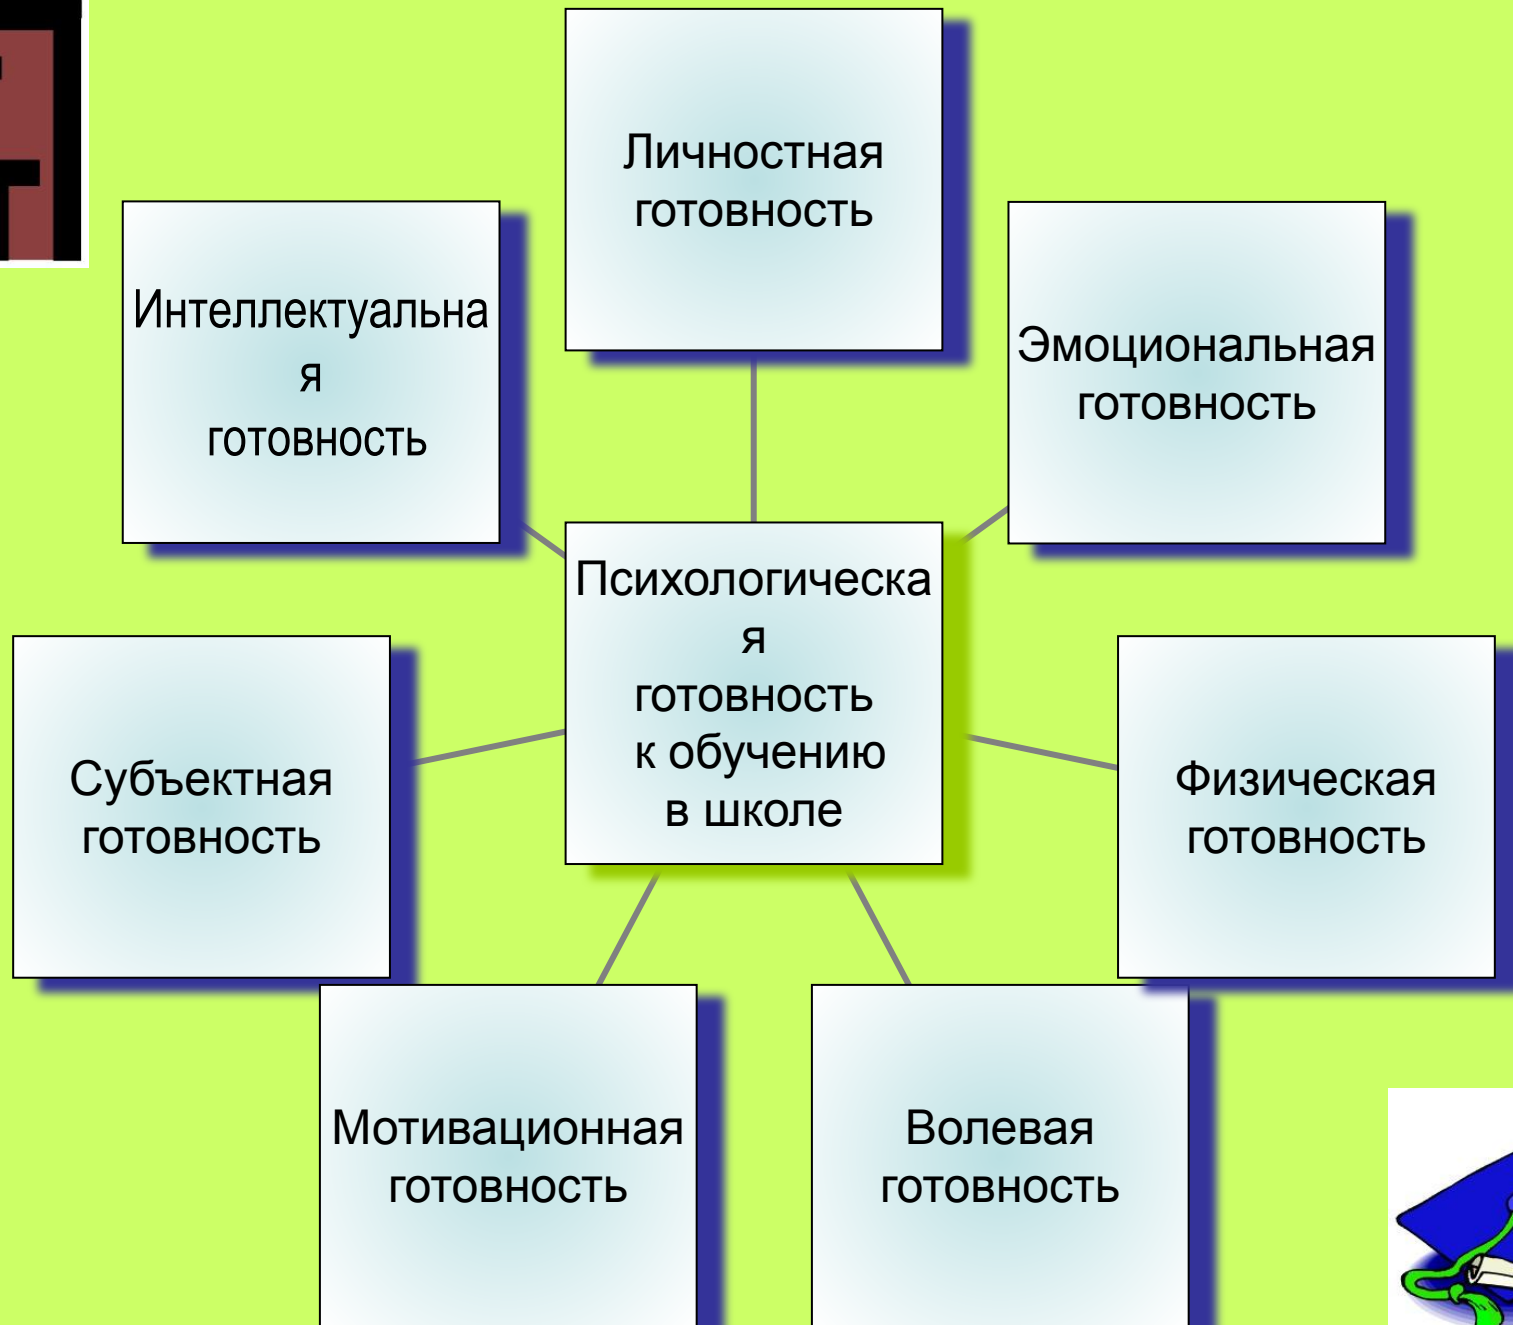 Личностная
готовность
Интеллектуальна
я
готовность
Эмоциональная
готовность
Психологическа
я
готовность
к обучению
в школе
Субъектная
готовность
Физическая
готовность
Мотивационная
готовность
Волевая
готовность